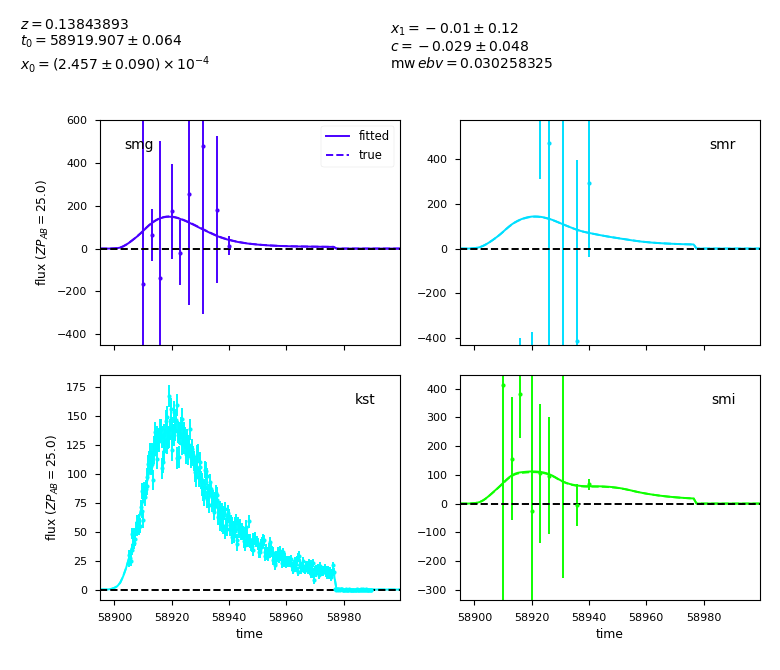 z = 0.13843893
t0 = 58919.907 ± 0.064
x0 = (2.457 ± 0.090) × 10^−4
x1 = −0.01 ± 0.12
c = −0.029 ± 0.048
mw ebv = 0.030258325
600
400
200
0
−200
−400
flux (ZP_AB = 25.0)
smg
fitted
true
400
200
0
−200
−400
smr
175
150
125
100
75
50
25
0
flux (ZP_AB = 25.0)
kst
58900 58920 58940 58960 58980
time
400
300
200
100
0
−100
−200
−300
smi
58900 58920 58940 58960 58980
time